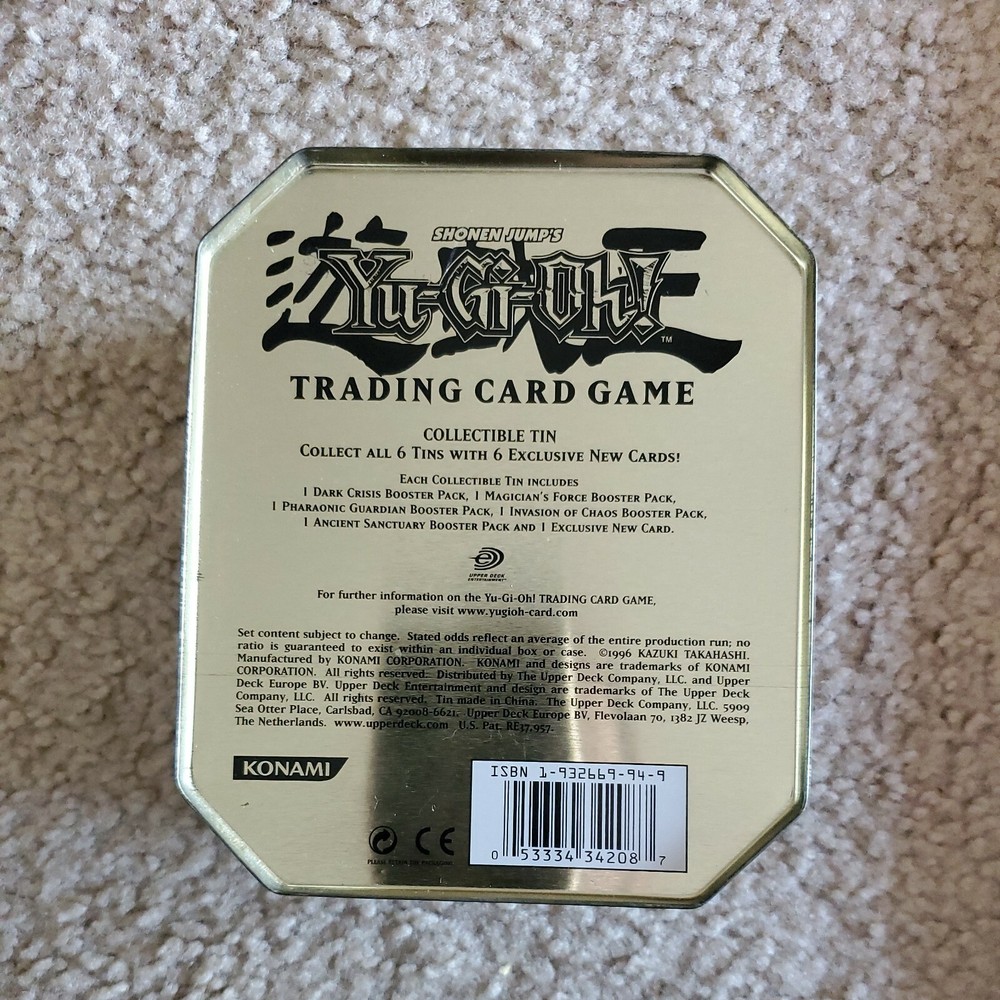 SHONEN JUMP'S
遊☆戯☆王
Yu-Gi-Oh!
TM
TRADING CARD GAME
COLLECTIBLE TIN
COLLECT ALL 6 TINS WITH 6 EXCLUSIVE NEW CARDS!
EACH COLLECTIBLE TIN INCLUDES
1 DARK CRISIS BOOSTER PACK, 1 MAGICIAN'S FORCE BOOSTER PACK,
1 PHARAONIC GUARDIAN BOOSTER PACK, 1 INVASION OF CHAOS BOOSTER PACK,
1 ANCIENT SANCTUARY BOOSTER PACK AND 1 EXCLUSIVE NEW CARD.
UPPER DECK
ENTERTAINMENT™
For further information on the Yu-Gi-Oh! TRADING CARD GAME,
please visit www.yugioh-card.com
Set content subject to change. Stated odds reflect an average of the entire production run; no
ratio is guaranteed to exist within an individual box or case. ©1996 KAZUKI TAKAHASHI.
Manufactured by KONAMI CORPORATION. KONAMI and designs are trademarks of KONAMI
CORPORATION. All rights reserved. Distributed by The Upper Deck Company, LLC. and Upper
Deck Europe BV. Upper Deck Entertainment and design are trademarks of The Upper Deck
Company, LLC. All rights reserved. Tin made in China. The Upper Deck Company, LLC. 5909
Sea Otter Place, Carlsbad, CA 92008-6621. Upper Deck Europe BV, Flevolaan 70, 1382 JZ Weesp,
The Netherlands. www.upperdeck.com U.S. Pat. RE37,957.
KONAMI
ISBN 1-932669-94-9
CE
PLEASE RETAIN THE PACKAGING.
0 53334 34208 7